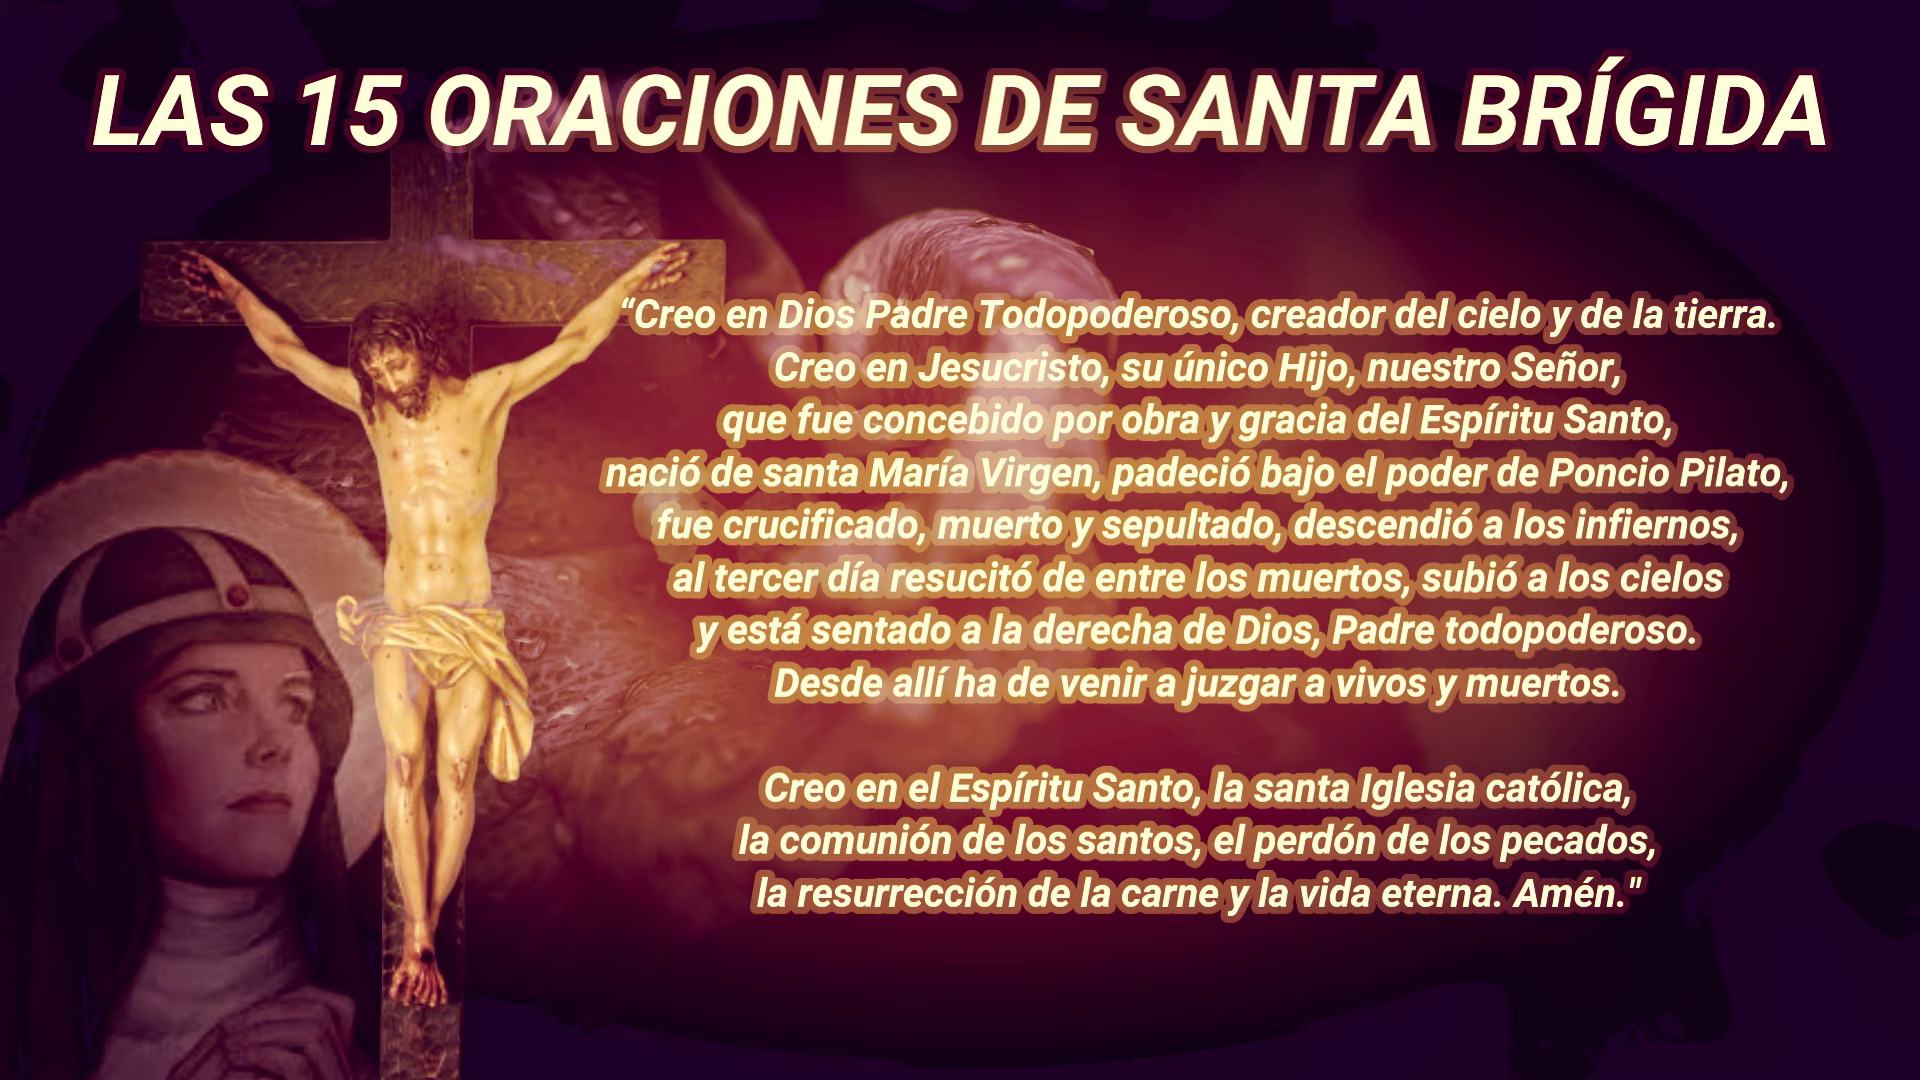 LAS 15 ORACIONES DE SANTA BRÍGIDA
“Creo en Dios Padre Todopoderoso, creador del cielo y de la tierra.
Creo en Jesucristo, su único Hijo, nuestro Señor,
que fue concebido por obra y gracia del Espíritu Santo,
nació de santa María Virgen, padeció bajo el poder de Poncio Pilato,
fue crucificado, muerto y sepultado, descendió a los infiernos,
al tercer día resucitó de entre los muertos, subió a los cielos
y está sentado a la derecha de Dios, Padre todopoderoso.
Desde allí ha de venir a juzgar a vivos y muertos.
Creo en el Espíritu Santo, la santa Iglesia católica,
la comunión de los santos, el perdón de los pecados,
la resurrección de la carne y la vida eterna. Amén."